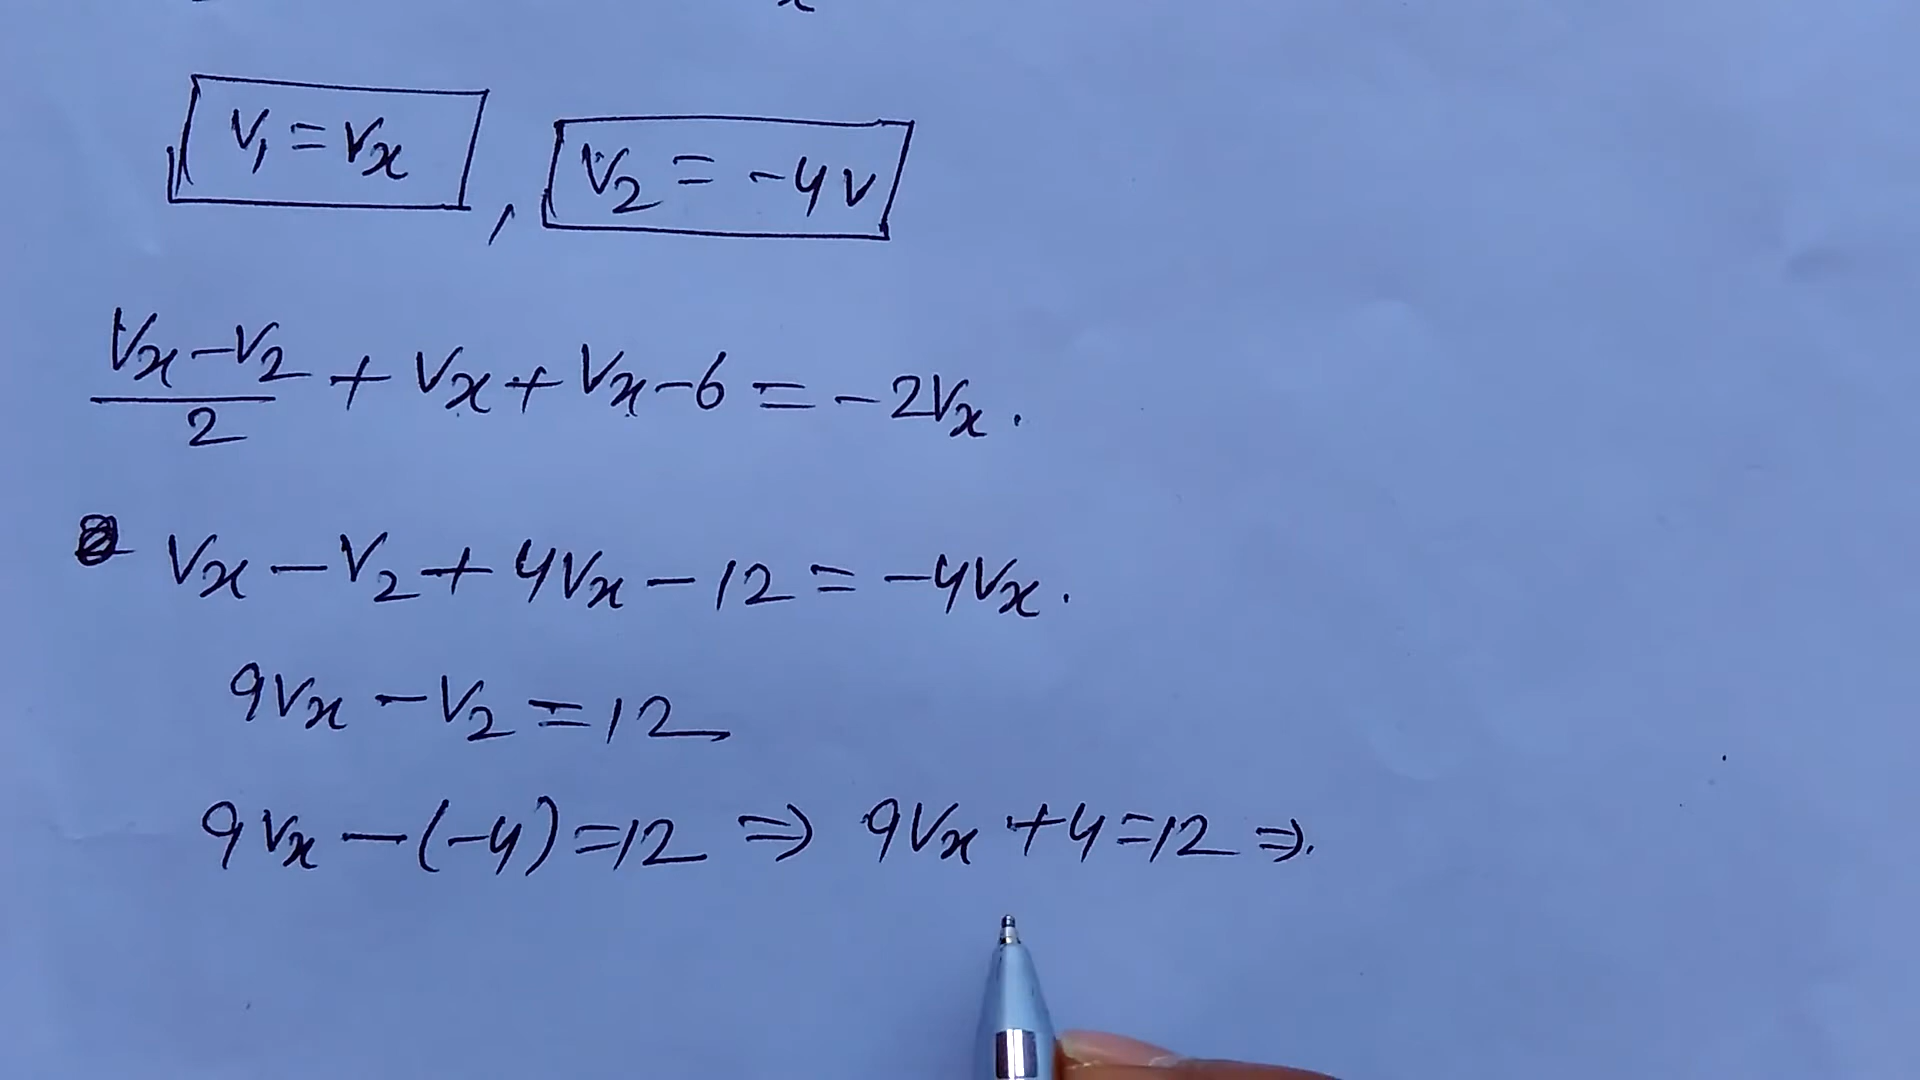 V₁ = Vx , V₂ = -4V
(Vx - V₂)/2 + Vx + Vx - 6 = -2Vx.
Vx - V₂ + 4Vx - 12 = -4Vx.
9Vx - V₂ = 12
9Vx - (-4) = 12 ⇒ 9Vx + 4 = 12 ⇒.